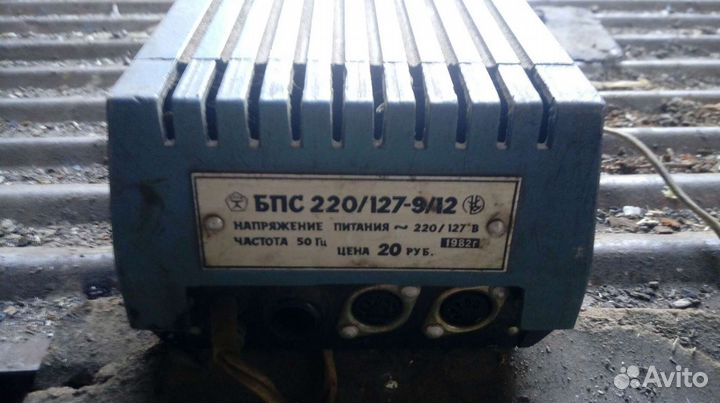 БПС 220/127-9/12
НАПРЯЖЕНИЕ ПИТАНИЯ ~ 220/127 В
ЧАСТОТА 50 Гц ЦЕНА 20 РУБ. 1982г
Avito